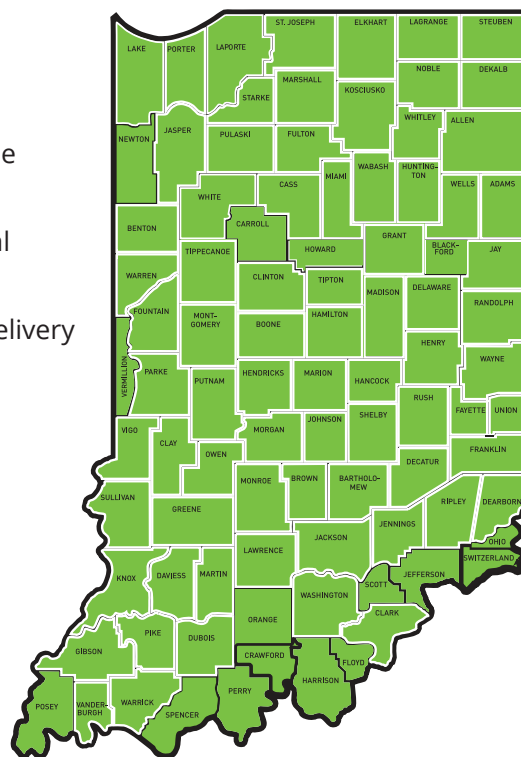 e
l
elivery
ST. JOSEPH
ELKHART
LAGRANGE
STEUBEN
LAKE
PORTER
LAPORTE
NOBLE
DEKALB
MARSHALL
KOSCIUSKO
STARKE
WHITLEY
ALLEN
NEWTON
JASPER
PULASKI
FULTON
MIAMI
WABASH
HUNTING-
TON
CASS
WELLS
ADAMS
WHITE
CARROLL
BENTON
GRANT
BLACK-
FORD
JAY
HOWARD
TIPPECANOE
WARREN
CLINTON
TIPTON
MADISON
DELAWARE
RANDOLPH
FOUNTAIN
MONT-
GOMERY
BOONE
HAMILTON
HENRY
WAYNE
VERMILLION
PARKE
PUTNAM
HENDRICKS
MARION
HANCOCK
RUSH
FAYETTE
UNION
SHELBY
JOHNSON
MORGAN
VIGO
CLAY
OWEN
FRANKLIN
DECATUR
MONROE
BROWN
BARTHOLO-
MEW
SULLIVAN
GREENE
RIPLEY
DEARBORN
JENNINGS
JACKSON
OHIO
LAWRENCE
SWITZERLAND
KNOX
DAVIESS
MARTIN
JEFFERSON
SCOTT
WASHINGTON
CLARK
ORANGE
PIKE
DUBOIS
GIBSON
CRAWFORD
FLOYD
HARRISON
PERRY
WARRICK
POSEY
VANDER-
BURGH
SPENCER